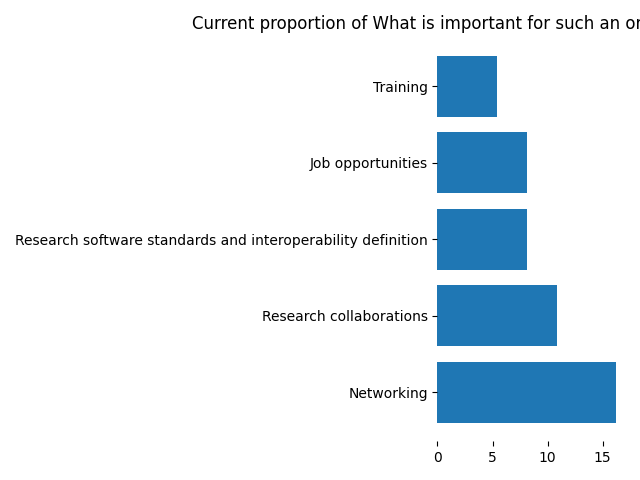 Current proportion of What is important for such an
Training
Job opportunities
Research software standards and interoperability definition
Research collaborations
Networking
0 5 10 15